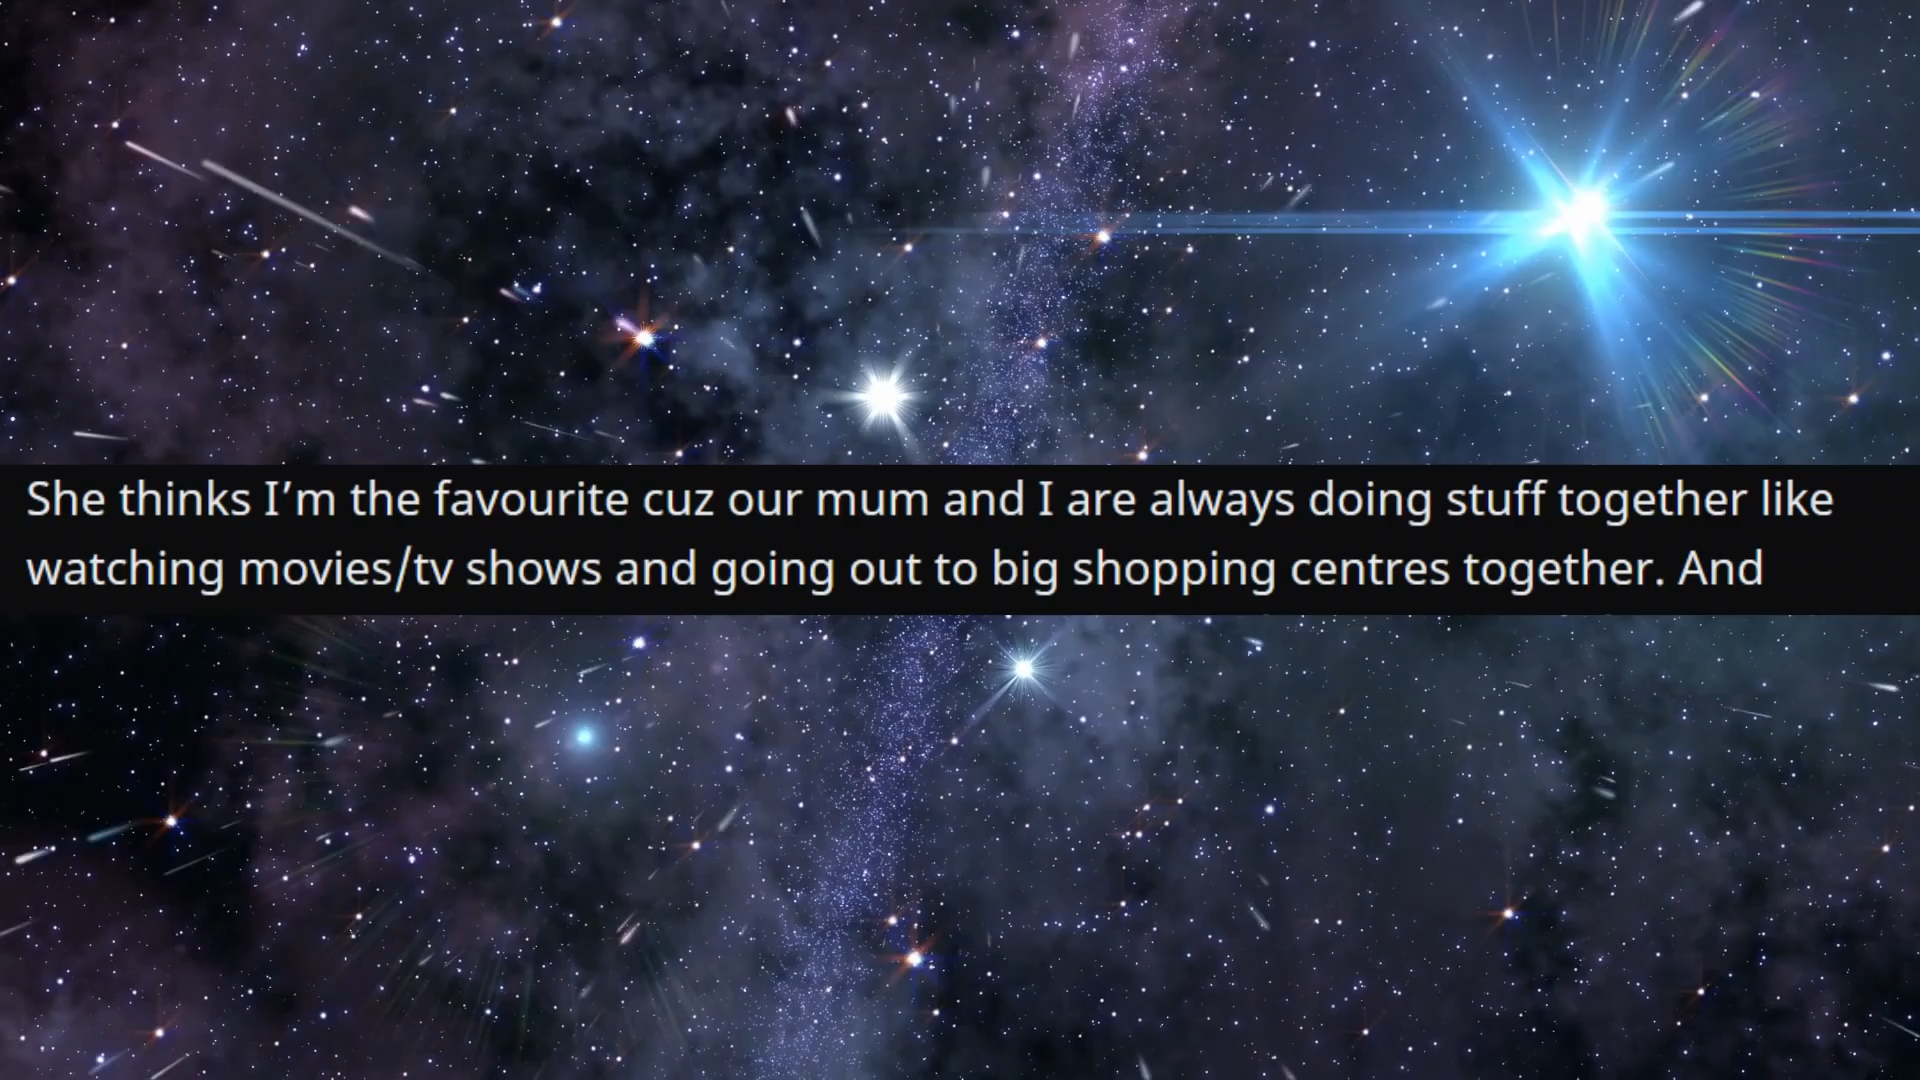 She thinks I’m the favourite cuz our mum and I are always doing stuff together like
watching movies/tv shows and going out to big shopping centres together. And